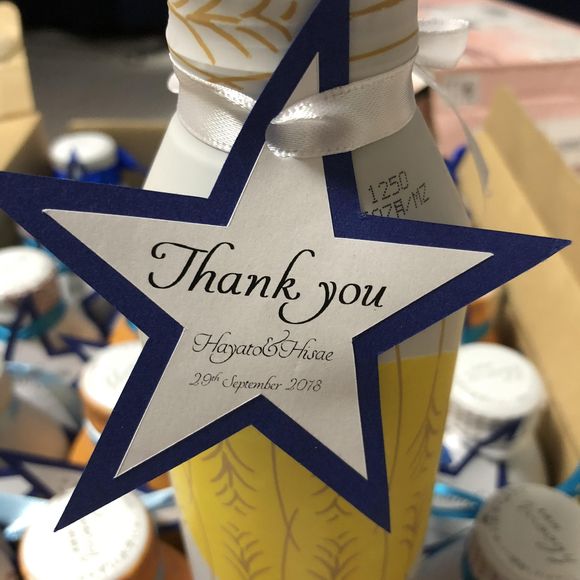 1250
Thank you
Hayato&Hisae
29th September 2018